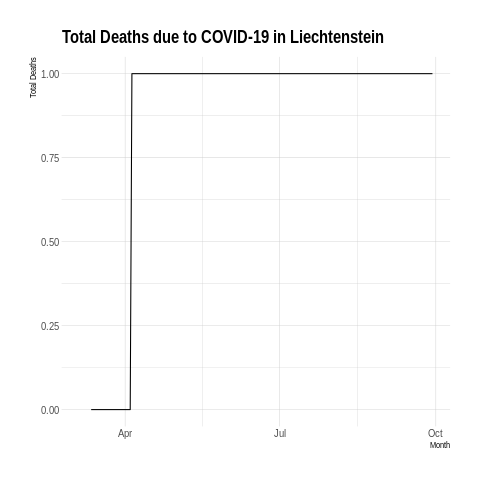 Total Deaths due to COVID-19 in Liechtenstein
Total Deaths
1.00
0.75
0.50
0.25
0.00
Apr Jul Oct
Month